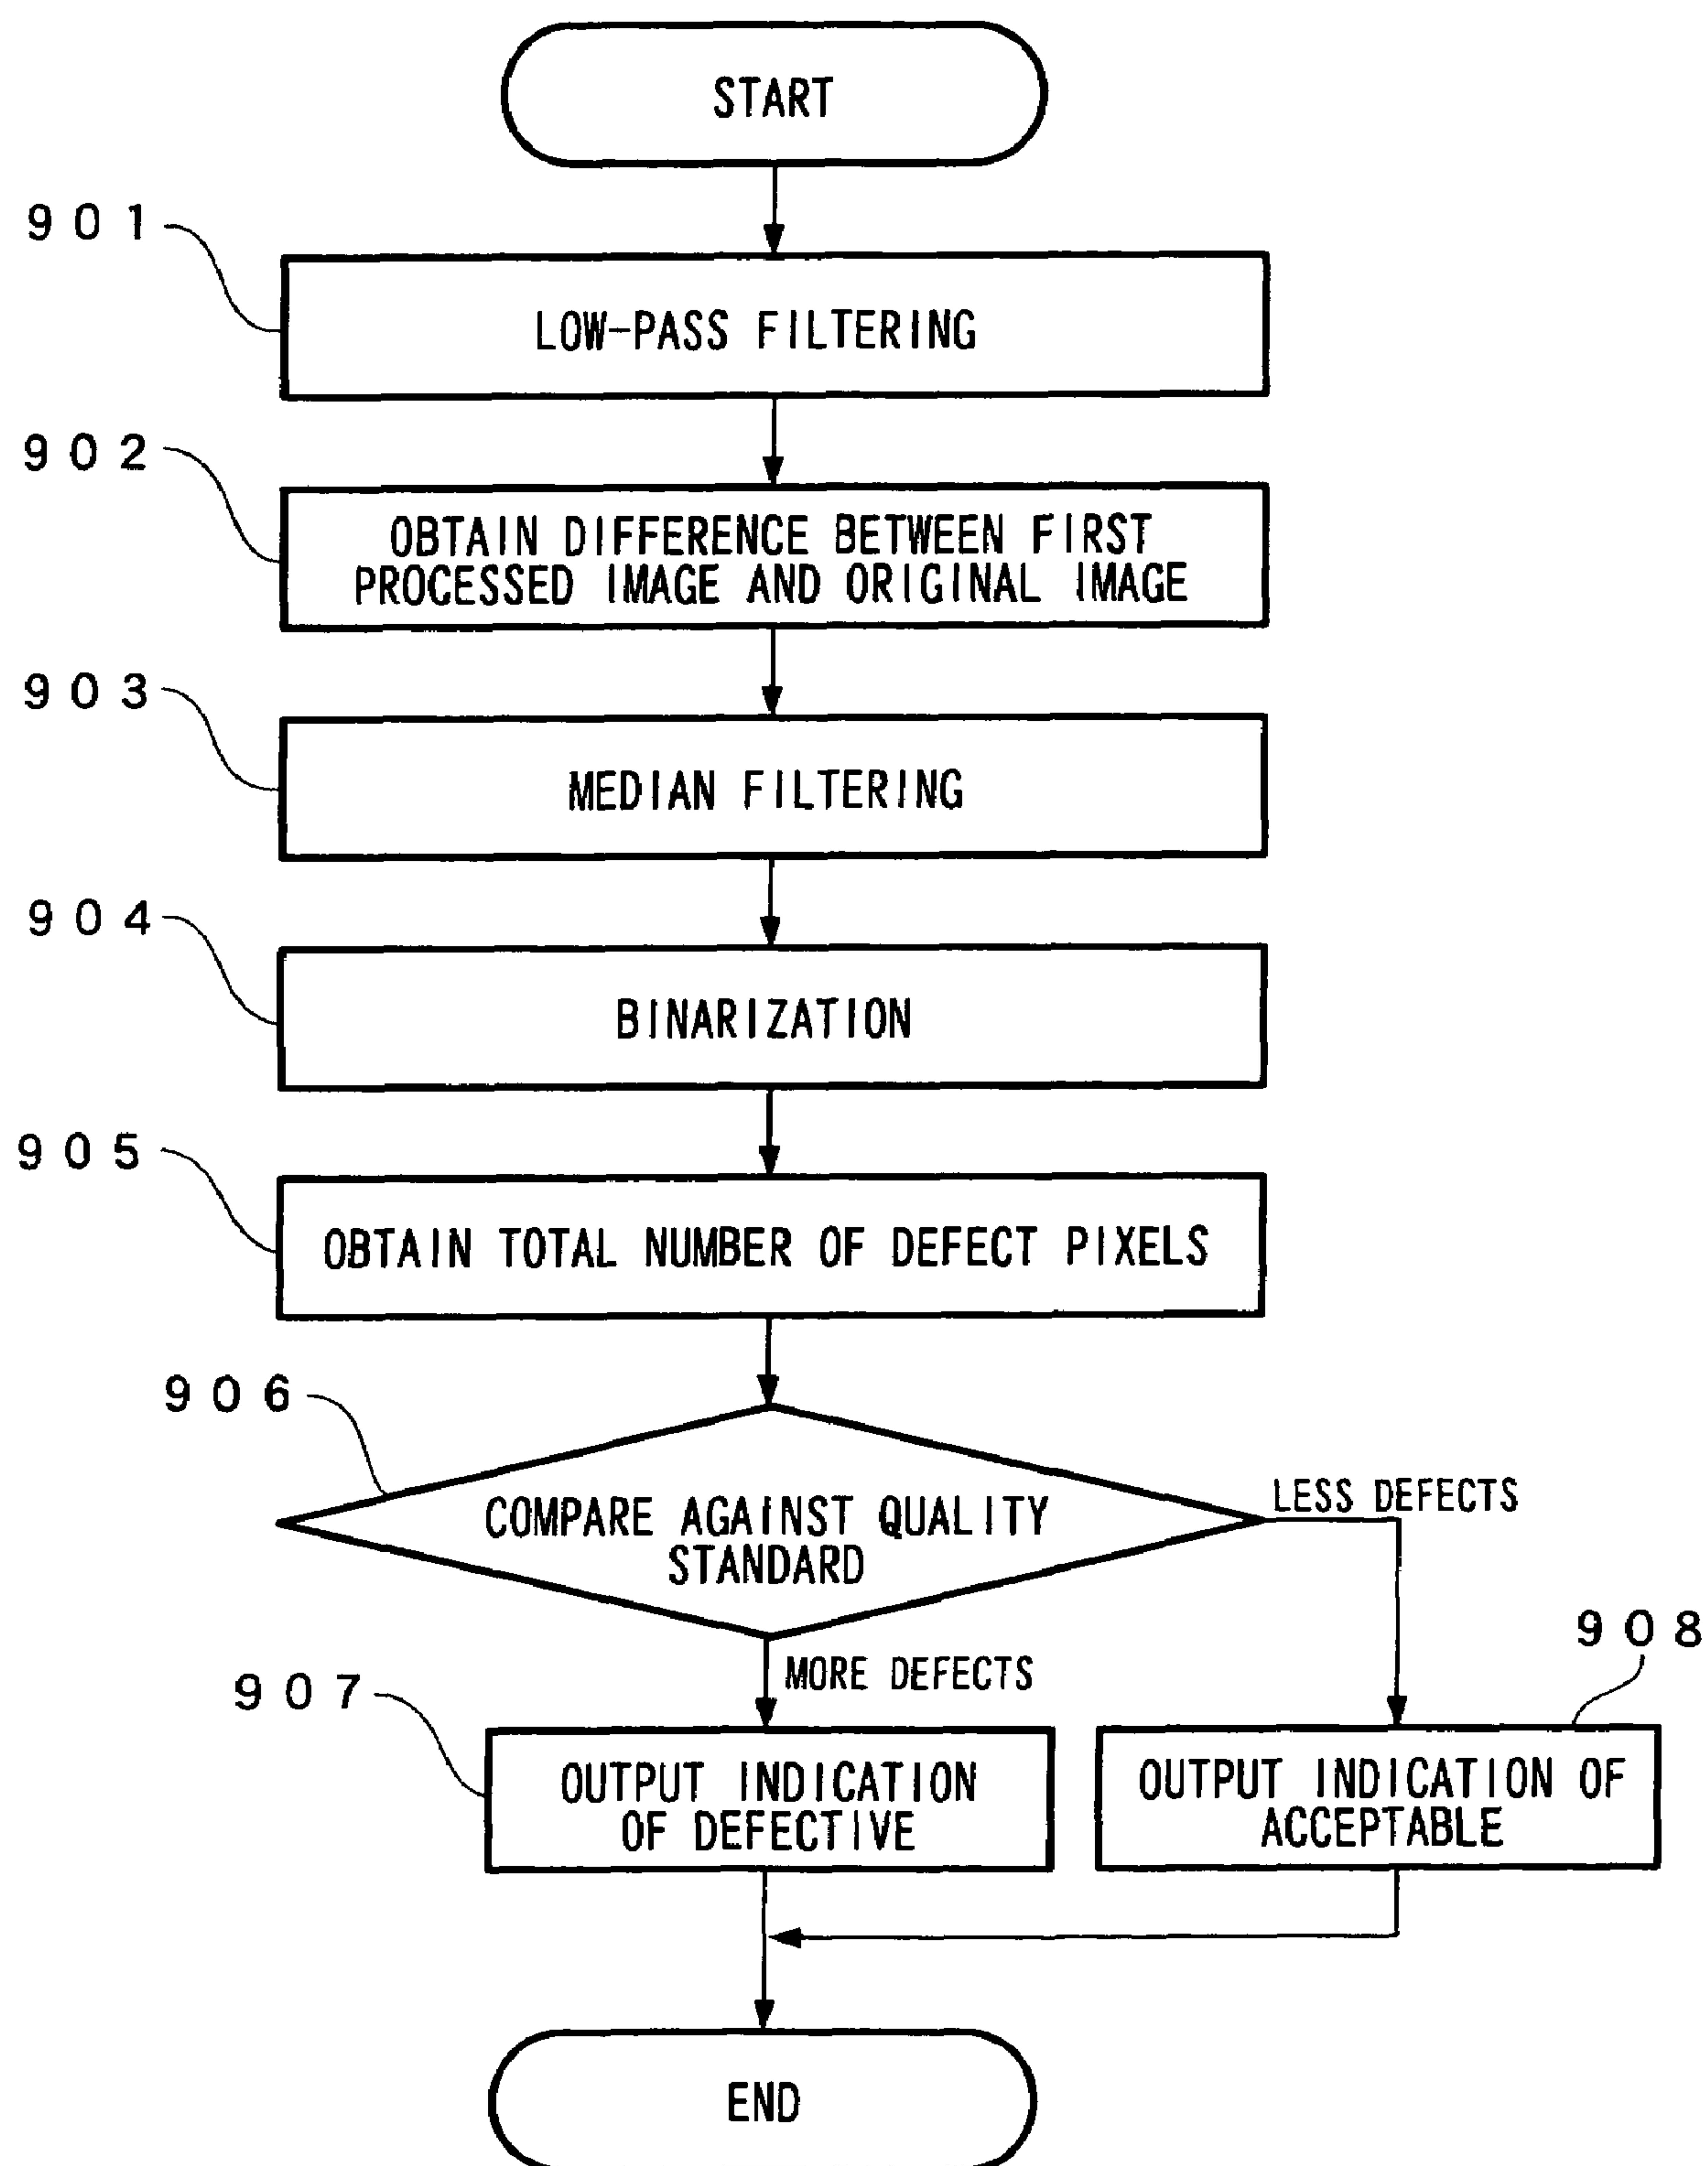 START
901
LOW-PASS FILTERING
902
OBTAIN DIFFERENCE BETWEEN FIRST
PROCESSED IMAGE AND ORIGINAL IMAGE
903
MEDIAN FILTERING
904
BINARIZATION
905
OBTAIN TOTAL NUMBER OF DEFECT PIXELS
906
COMPARE AGAINST QUALITY
STANDARD
LESS DEFECTS
MORE DEFECTS
907
OUTPUT INDICATION
OF DEFECTIVE
908
OUTPUT INDICATION OF
ACCEPTABLE
END